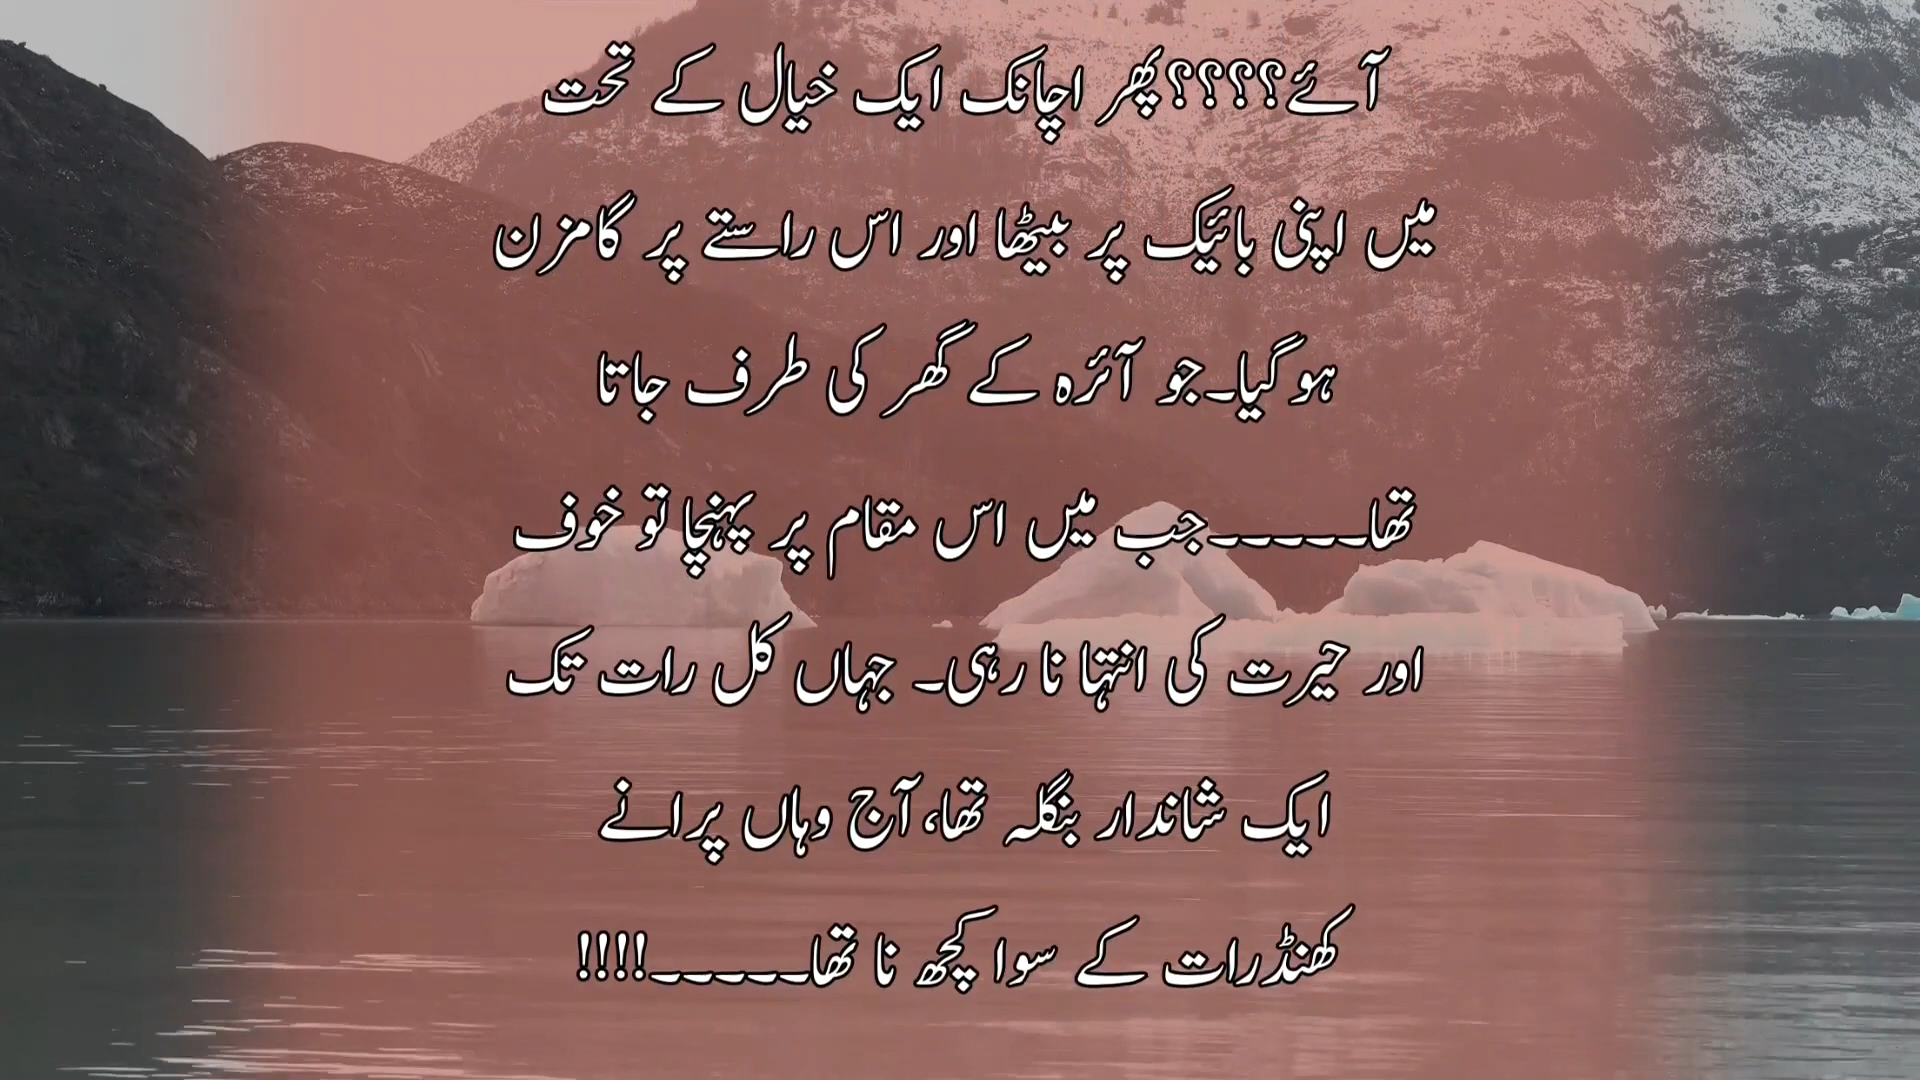 آئے؟؟؟؟پھر اچانک ایک خیال کے تحت
میں اپنی بائیک پر بیٹھا اور اس راستے پر گامزن
ہوگیا۔جو آئرہ کے گھر کی طرف جاتا
تھا۔۔۔۔۔جب میں اس مقام پر پہنچا تو خوف
اور حیرت کی انتہا نا رہی۔ جہاں کل رات تک
ایک شاندار بنگلہ تھا،آج وہاں پرانے
کھنڈرات کے سوا کچھ نا تھا۔۔۔۔۔!!!!